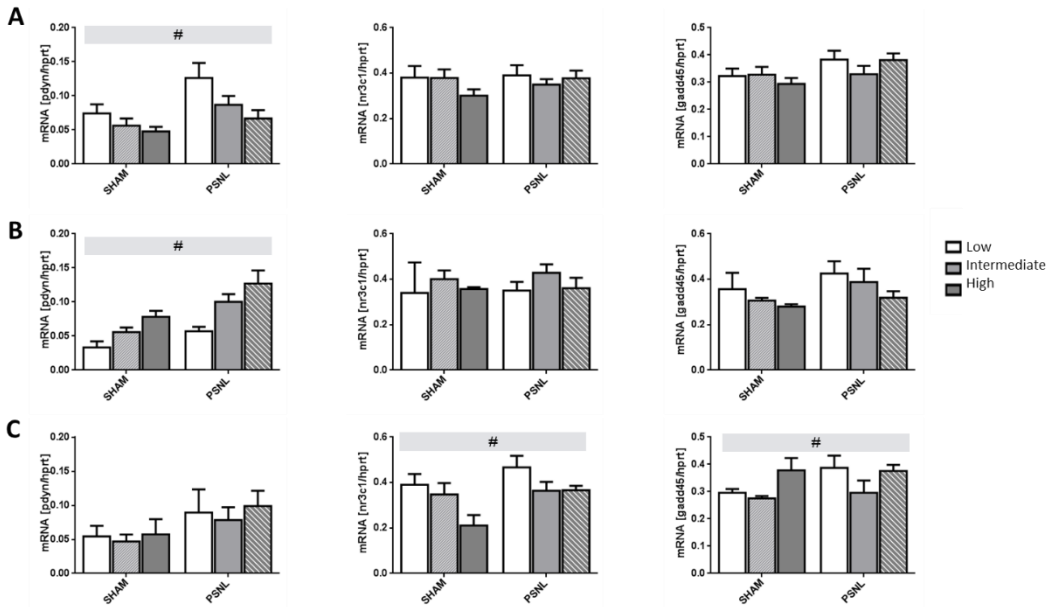 A
mRNA [pdyn/hprt]
0.20
0.15
0.10
0.05
0.00
#
SHAM
PSNL
mRNA [nr3c1/hprt]
0.6
0.4
0.2
0.0
SHAM
PSNL
mRNA [gadd45/hprt]
0.5
0.4
0.3
0.2
0.1
0.0
SHAM
PSNL
B
mRNA [pdyn/hprt]
0.20
0.15
0.10
0.05
0.00
#
SHAM
PSNL
mRNA [nr3c1/hprt]
0.6
0.4
0.2
0.0
SHAM
PSNL
mRNA [gadd45/hprt]
0.6
0.4
0.2
0.0
SHAM
PSNL
Low
Intermediate
High
C
mRNA [pdyn/hprt]
0.20
0.15
0.10
0.05
0.00
SHAM
PSNL
mRNA [nr3c1/hprt]
0.6
0.4
0.2
0.0
#
SHAM
PSNL
mRNA [gadd45/hprt]
0.5
0.4
0.3
0.2
0.1
0.0
#
SHAM
PSNL